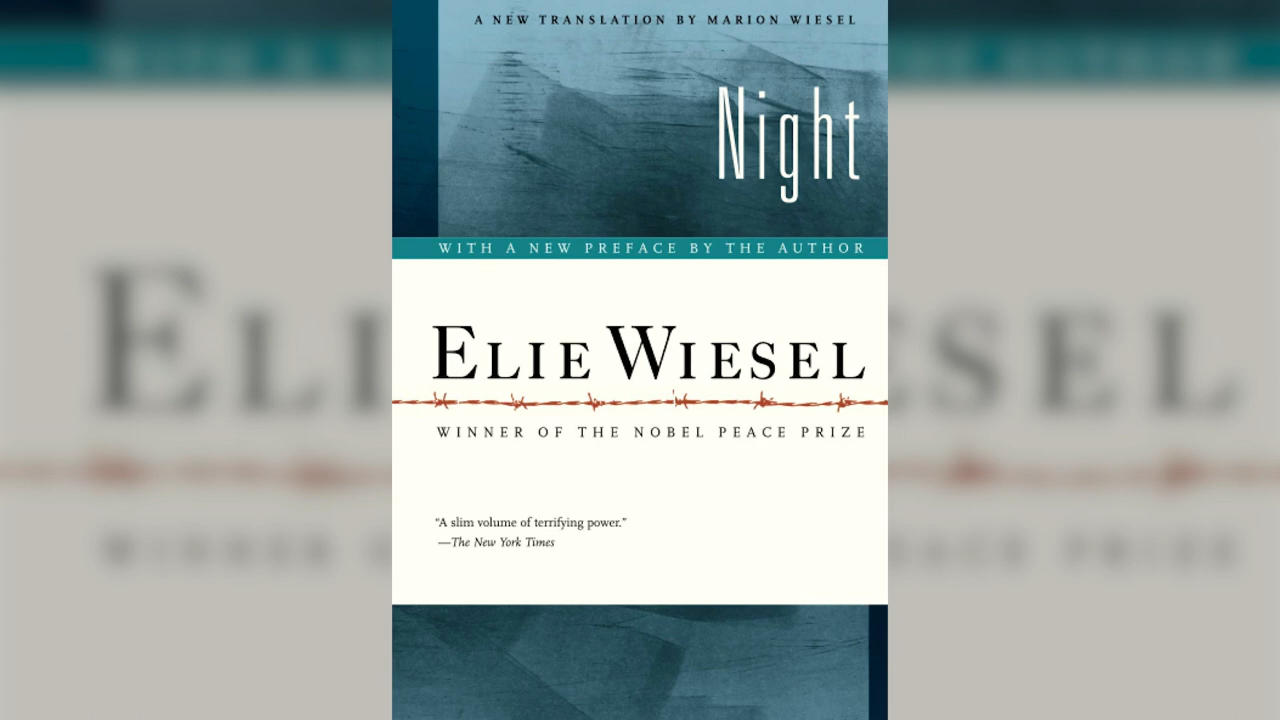 A NEW TRANSLATION BY MARION WIESEL
Night
WITH A NEW PREFACE BY THE AUTHOR
ELIE WIESEL
WINNER OF THE NOBEL PEACE PRIZE
“A slim volume of terrifying power.”
—The New York Times